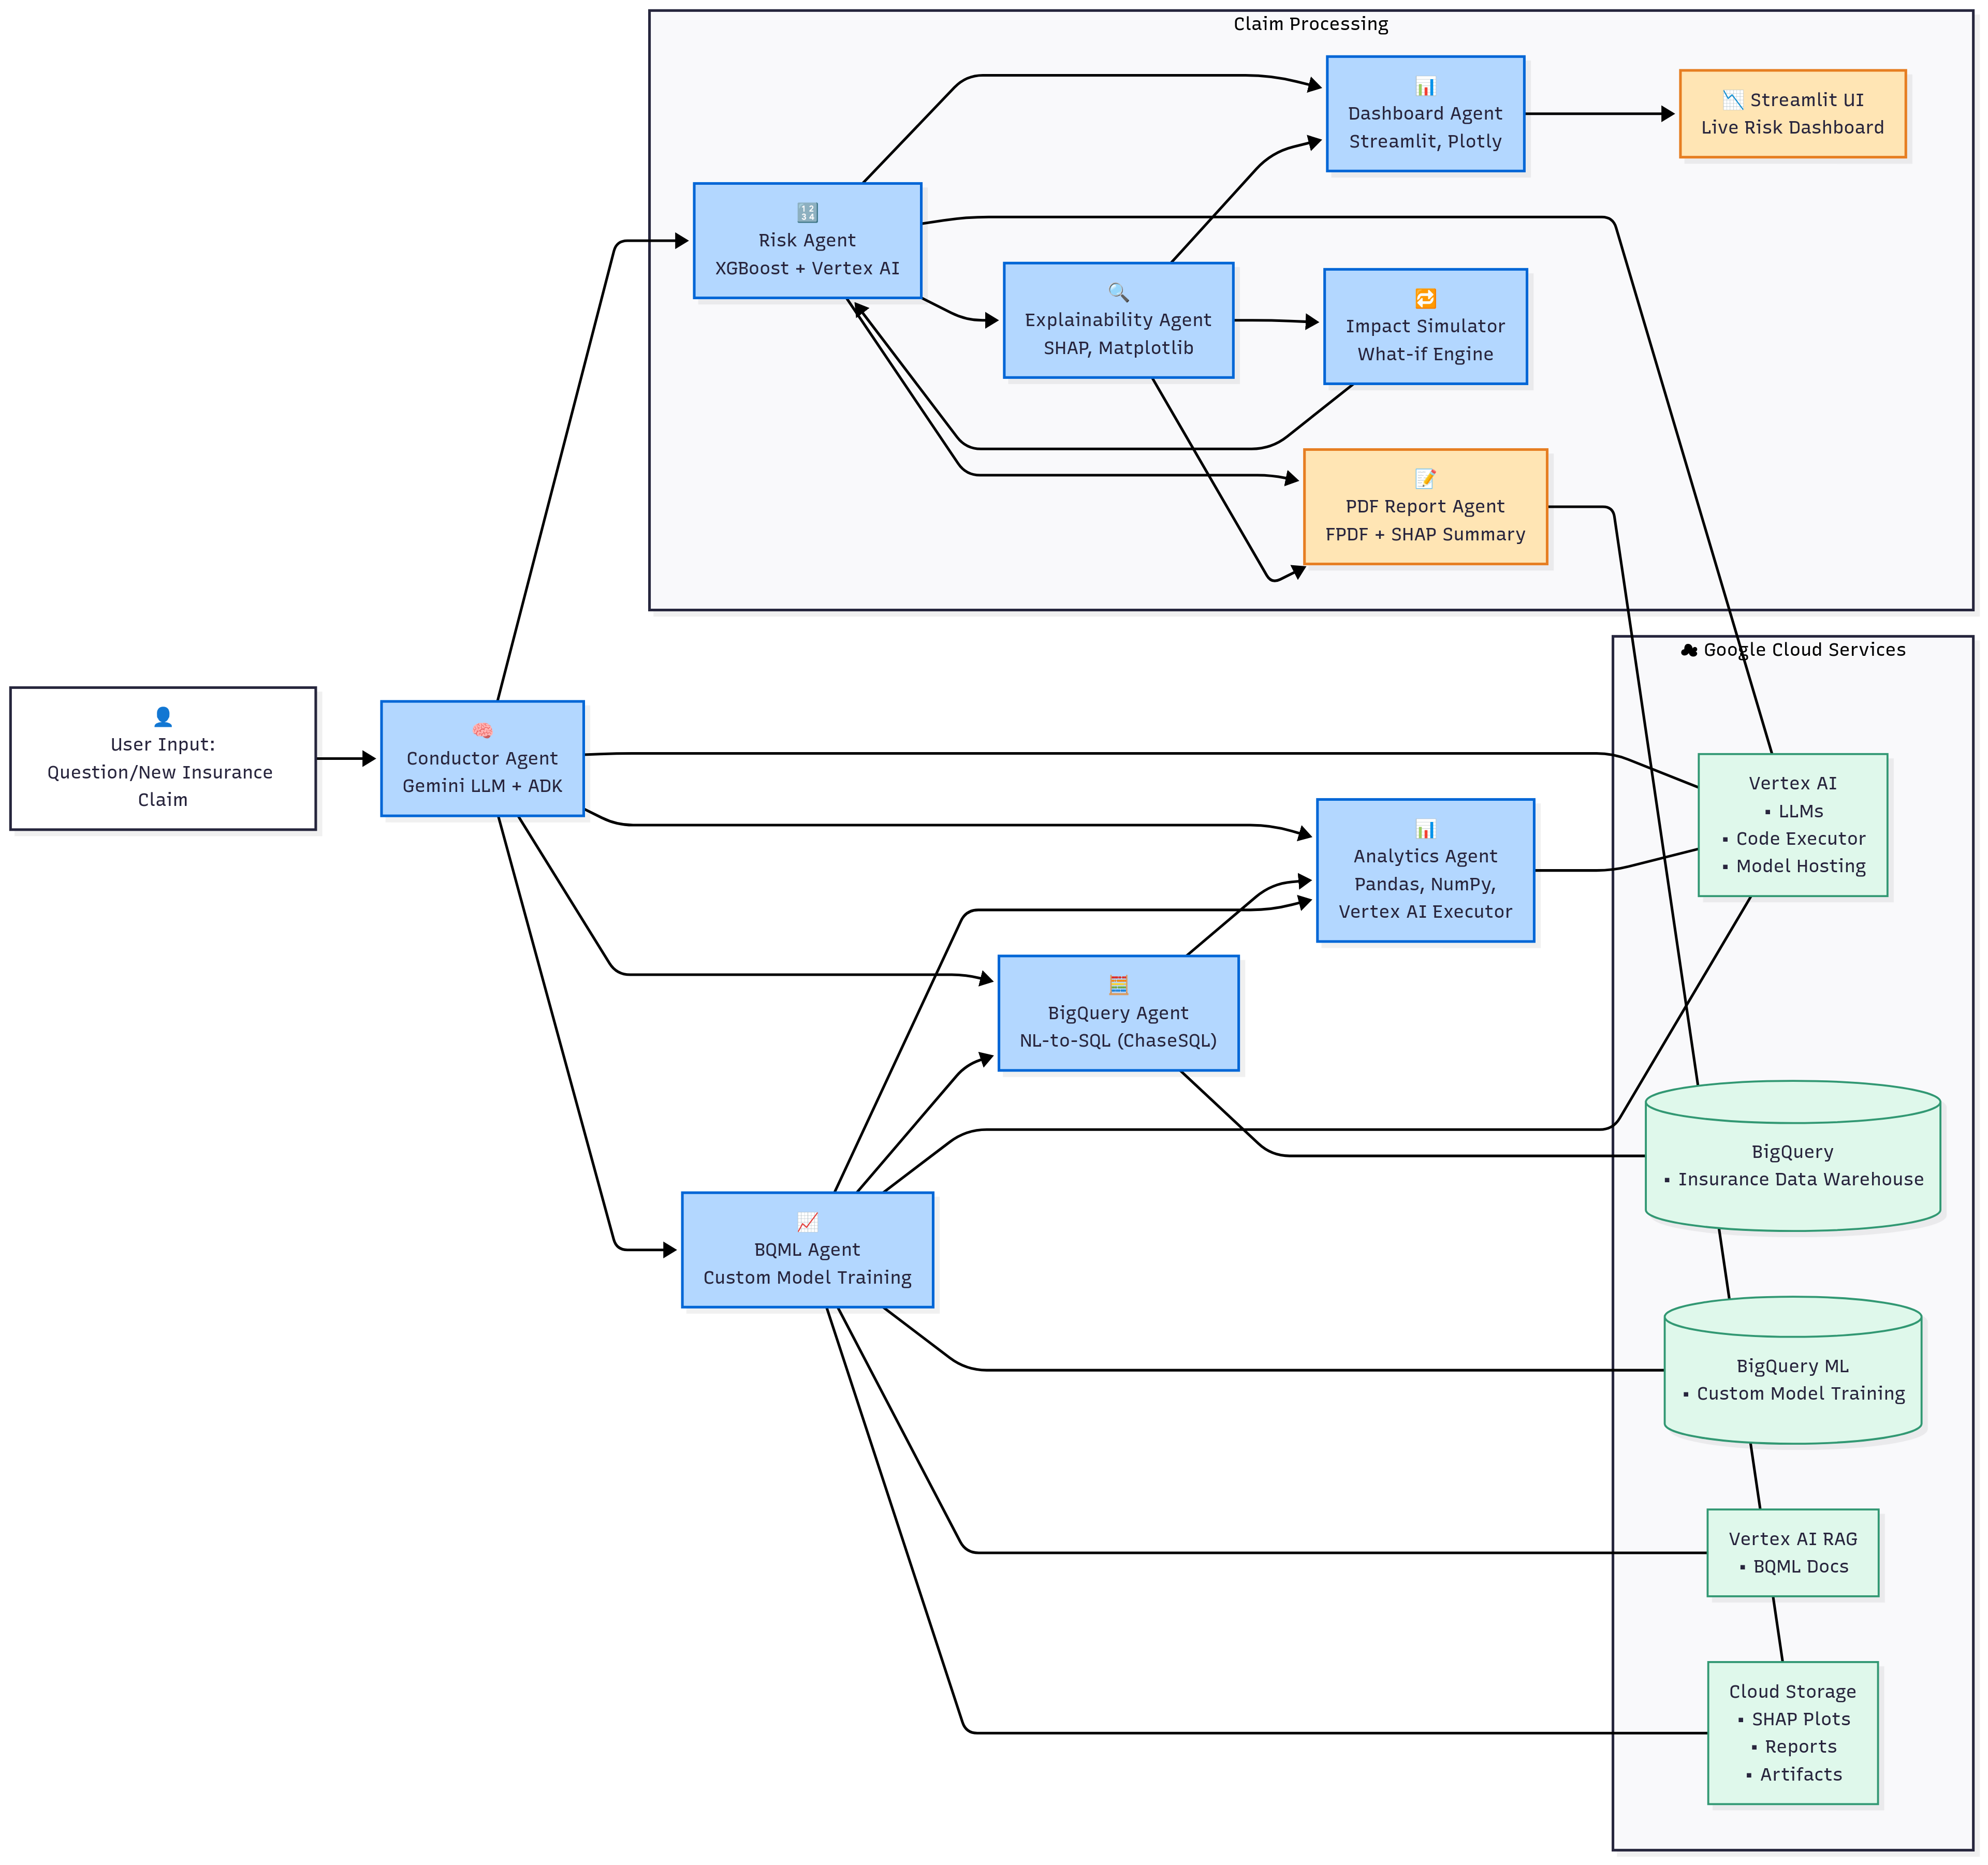 Claim Processing
Dashboard Agent
Streamlit, Plotly
Streamlit UI
Live Risk Dashboard
1234
Risk Agent
XGBoost + Vertex AI
Explainability Agent
SHAP, Matplotlib
Impact Simulator
What-if Engine
PDF Report Agent
FPDF + SHAP Summary
Google Cloud Services
User Input:
Question/New Insurance
Claim
Conductor Agent
Gemini LLM + ADK
Vertex AI
▪ LLMs
▪ Code Executor
▪ Model Hosting
Analytics Agent
Pandas, NumPy,
Vertex AI Executor
BigQuery Agent
NL-to-SQL (ChaseSQL)
BigQuery
▪ Insurance Data Warehouse
BQML Agent
Custom Model Training
BigQuery ML
▪ Custom Model Training
Vertex AI RAG
▪ BQML Docs
Cloud Storage
▪ SHAP Plots
▪ Reports
▪ Artifacts